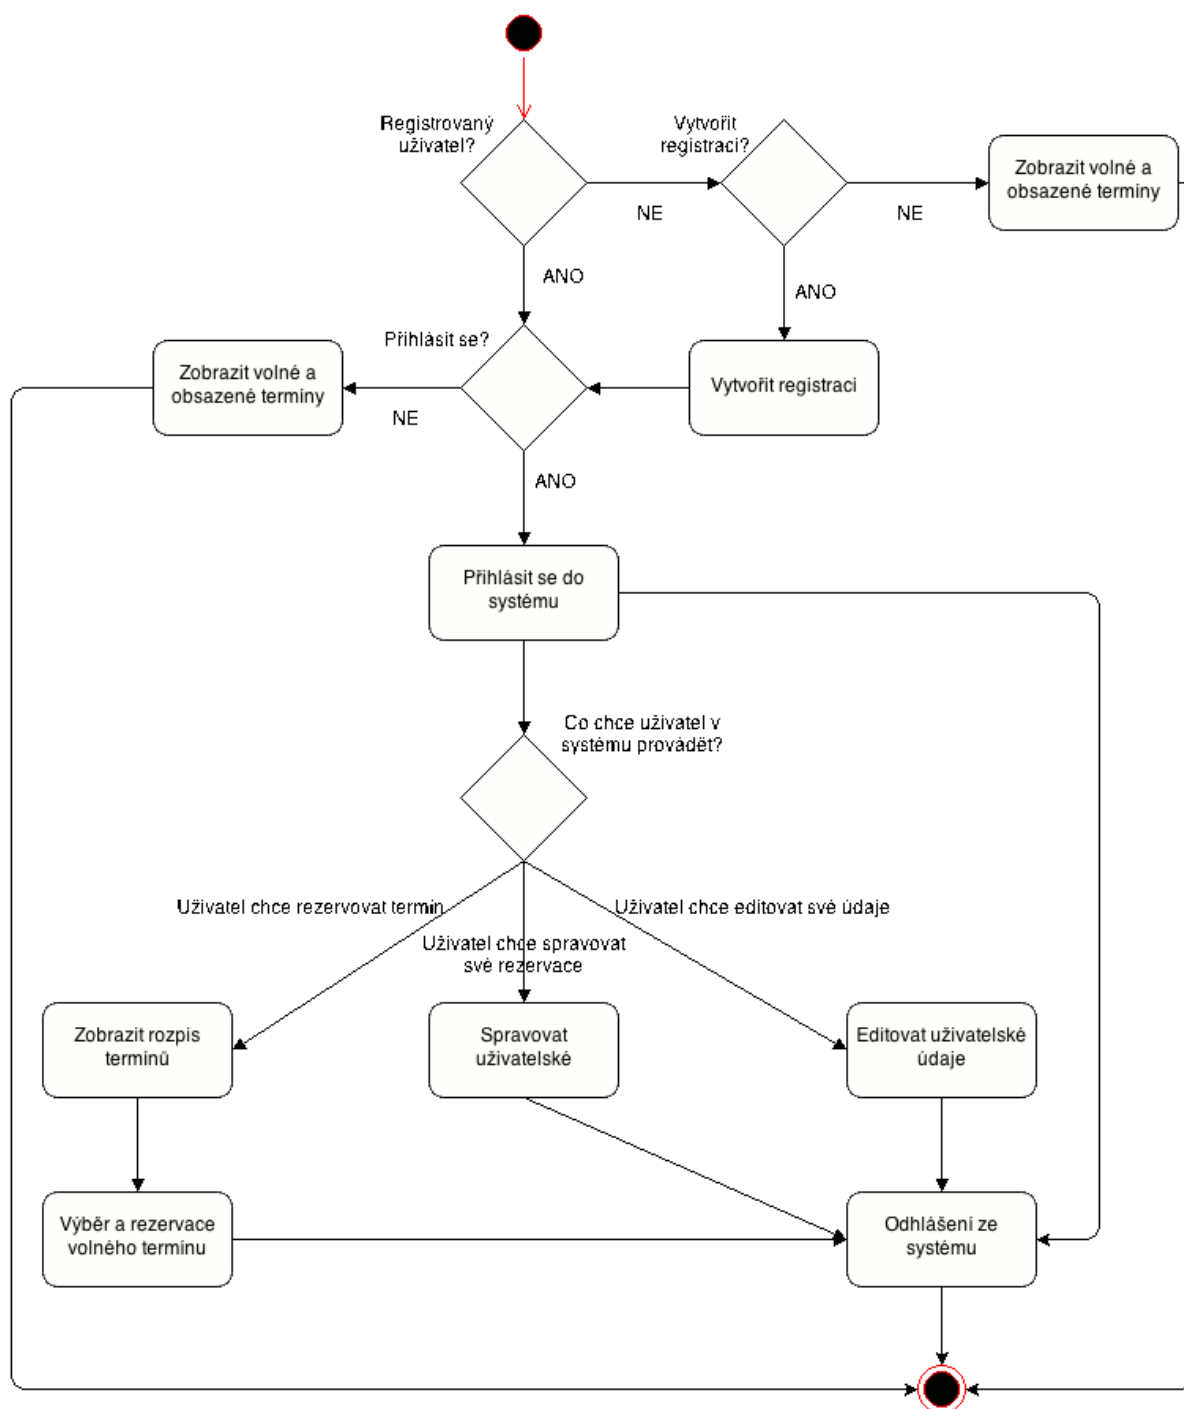 Registrovaný
uživatel?
Vytvořit
registraci?
Zobrazit volné a
obsazené termíny
NE
NE
ANO
ANO
Přihlásit se?
Zobrazit volné a
obsazené termíny
Vytvořit registraci
NE
ANO
Přihlásit se do
systému
Co chce uživatel v
systému provádět?
Uživatel chce rezervovat termín
Uživatel chce editovat své údaje
Uživatel chce spravovat
své rezervace
Zobrazit rozpis
termínů
Spravovat
uživatelské
Editovat uživatelské
údaje
Výběr a rezervace
volného termínu
Odhlášení ze
systému